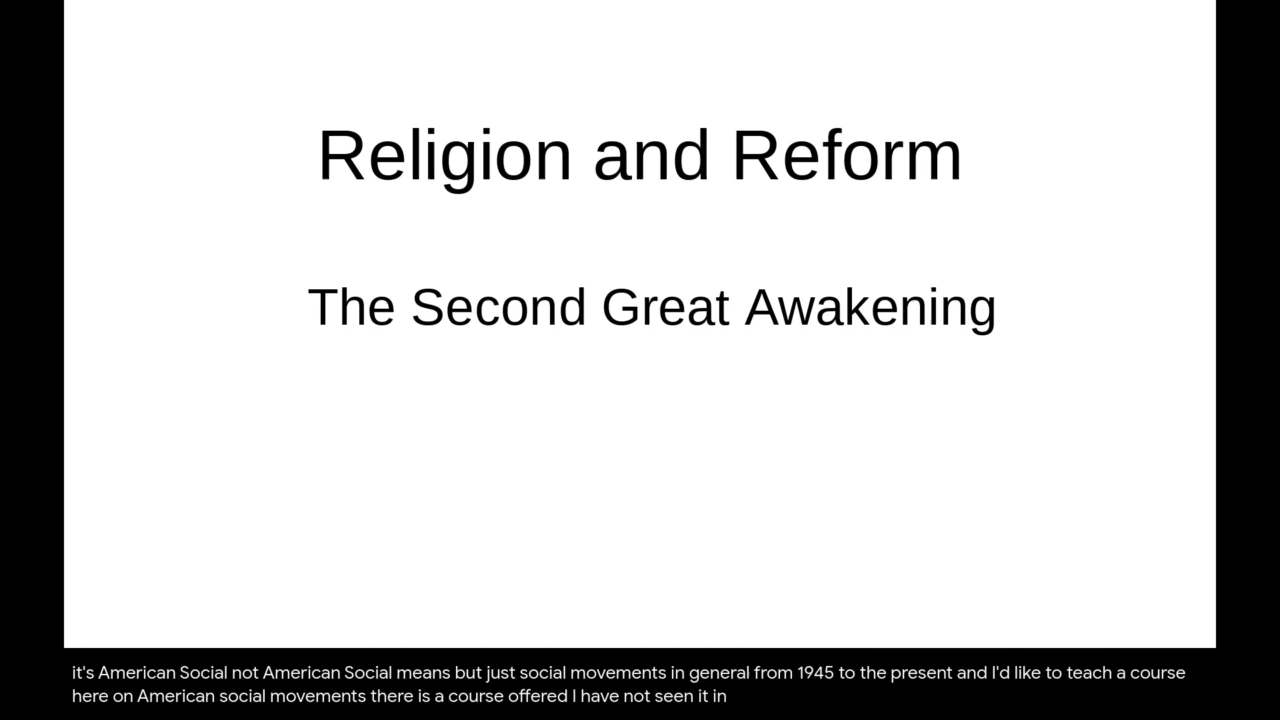 Religion and Reform
The Second Great Awakening
it's American Social not American Social means but just social movements in general from 1945 to the present and I'd like to teach a course
here on American social movements there is a course offered I have not seen it in